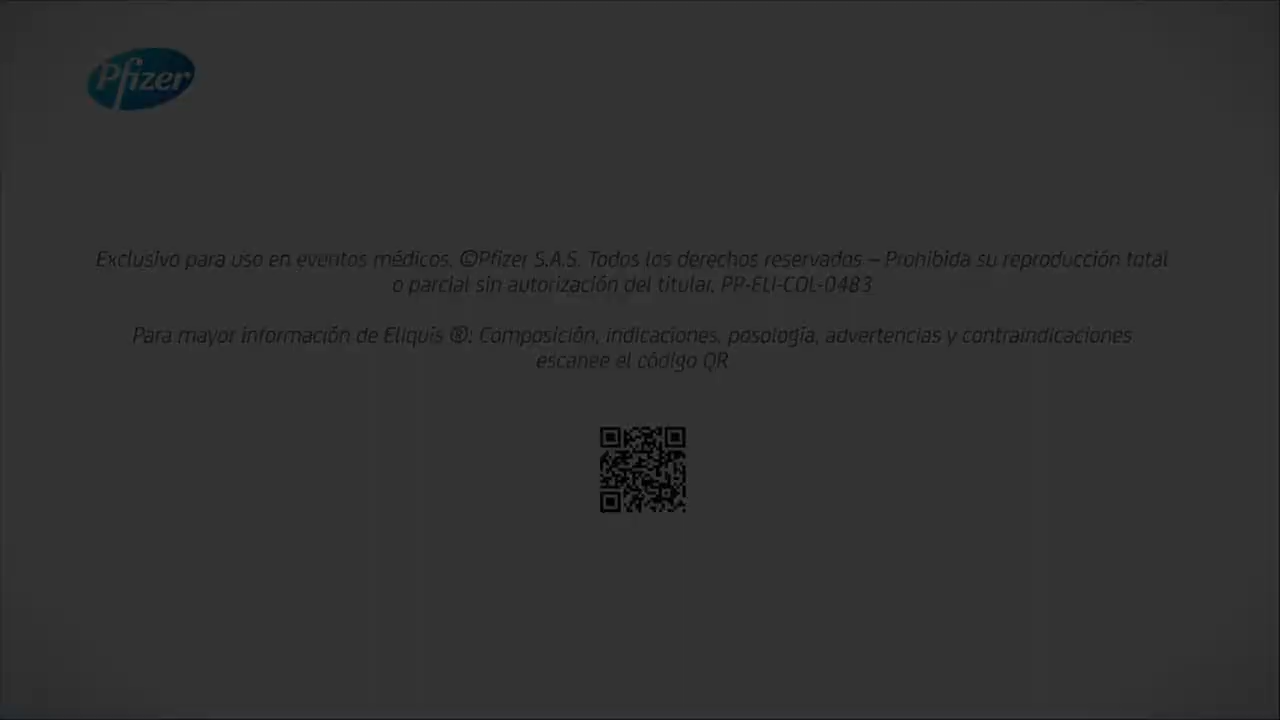 Pfizer
Exclusivo para uso en eventos médicos. ©Pfizer S.A.S. Todos los derechos reservados – Prohibida su reproducción total
o parcial sin autorización del titular. PP-ELI-COL-0483
Para mayor información de Eliquis ®: Composición, indicaciones, posología, advertencias y contraindicaciones
escanee el código QR